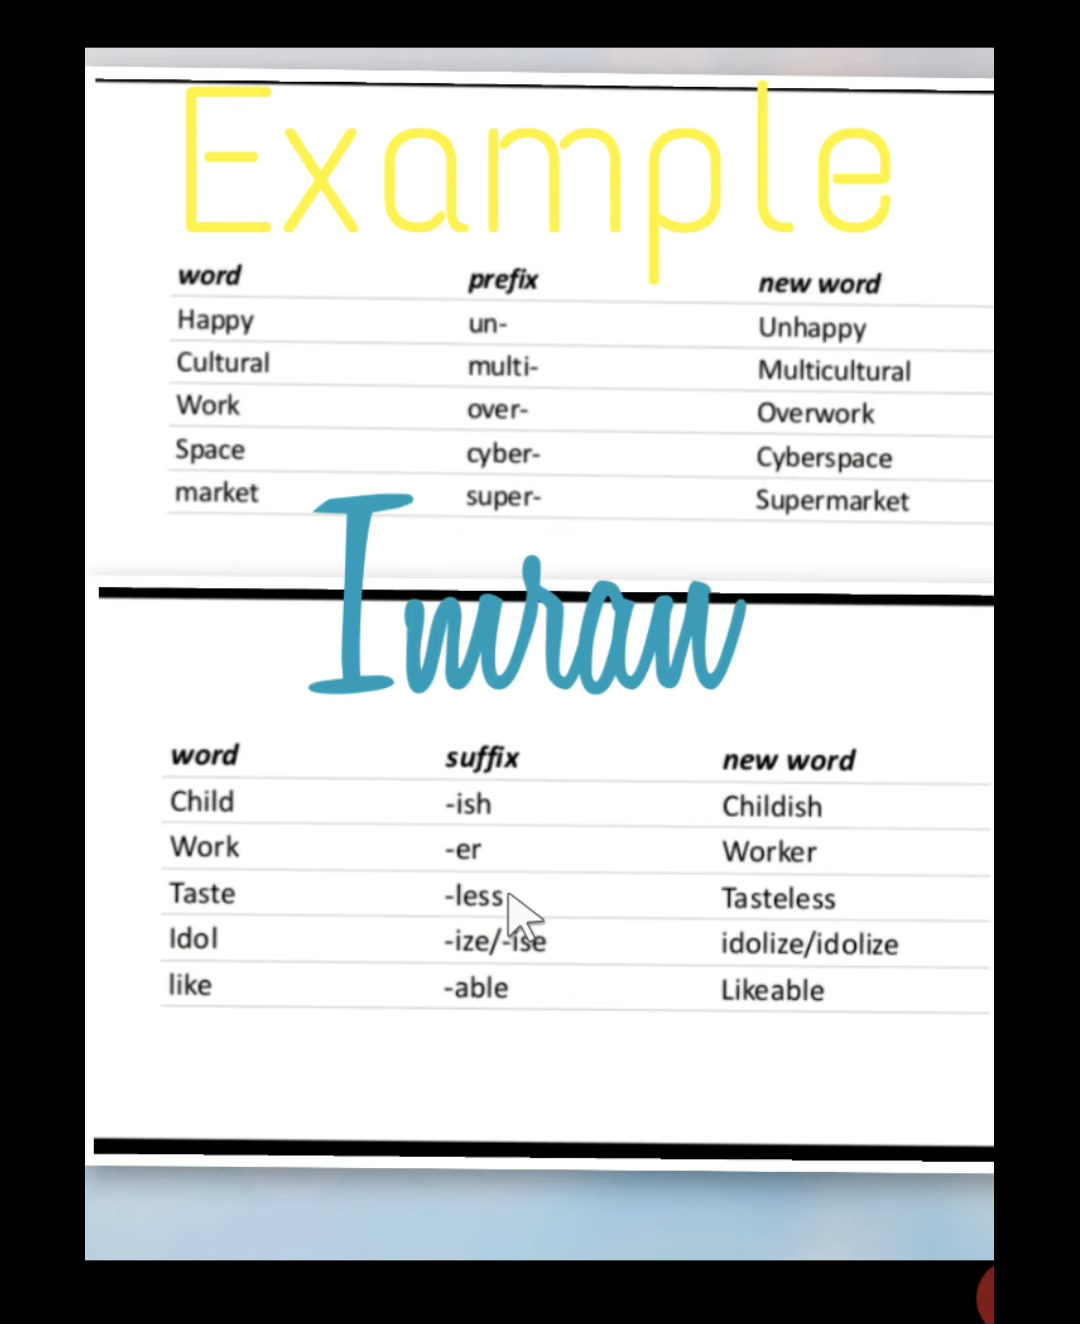 Example
word prefix new word
Happy un- Unhappy
Cultural multi- Multicultural
Work over- Overwork
Space cyber- Cyberspace
market super- Supermarket
Imran
word suffix new word
Child -ish Childish
Work -er Worker
Taste -less Tasteless
Idol -ize/-ise idolize/idolize
like -able Likeable